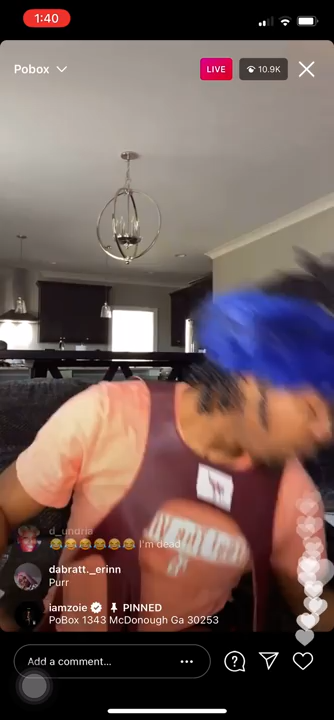 1:40
Pobox
LIVE
10.9K
d_undria
😂😂😂😂😂😂 I'm dead
dabratt._erinn
Purr
iamzoie PINNED
PoBox 1343 McDonough Ga 30253
Add a comment...